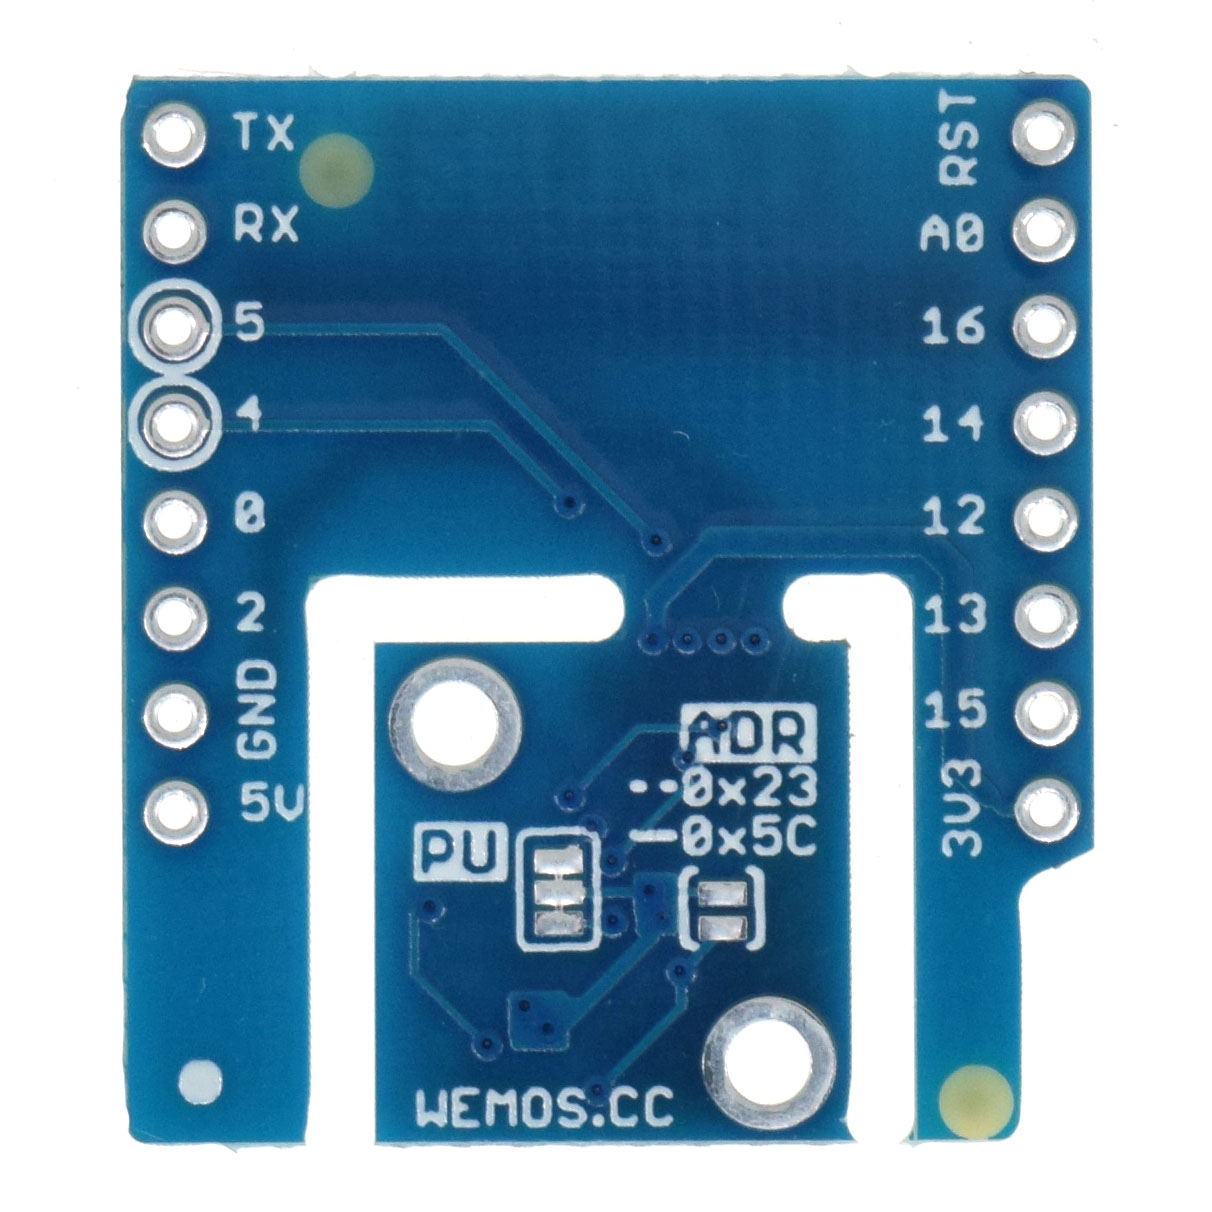 TX
RX
5
4
0
2
GND
5V
RST
A0
16
14
12
13
15
3V3
ADR
--0x23
—0x5C
PU
WEMOS.CC